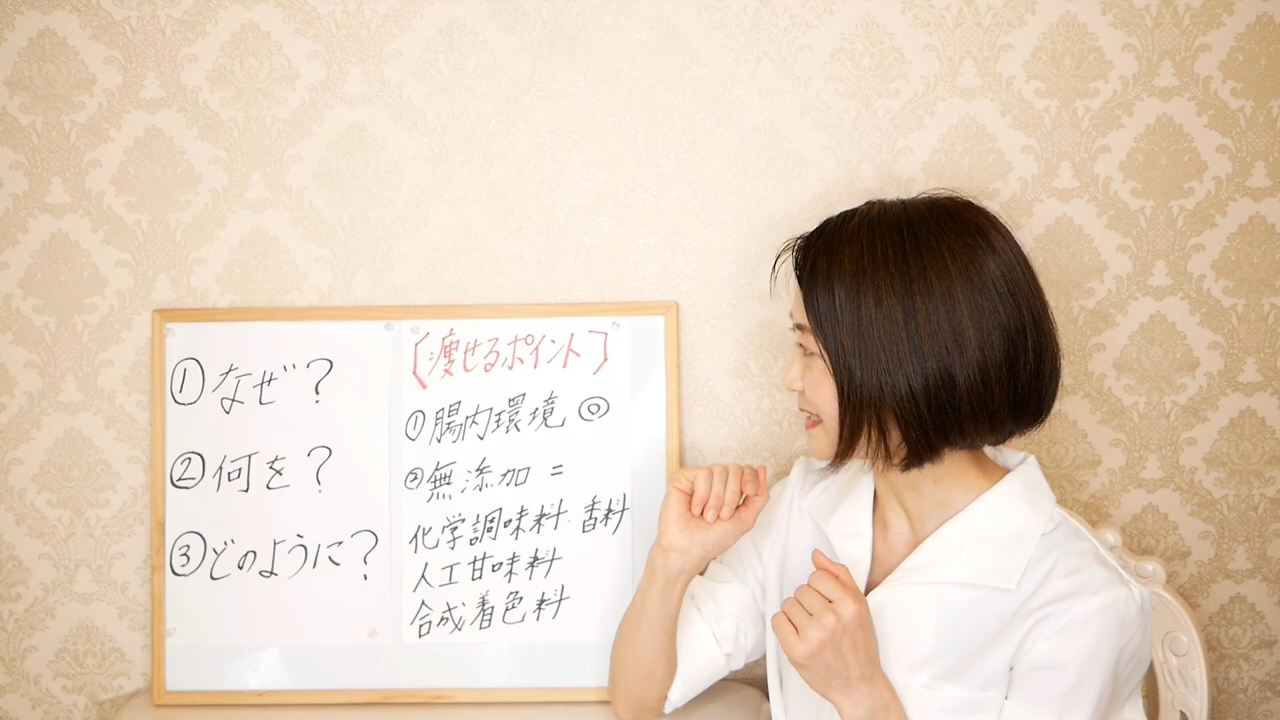 ①なぜ？
②何を？
③どのように？
〔痩せるポイント〕
①腸内環境◎
②無添加＝
化学調味料・香料
人工甘味料
合成着色料